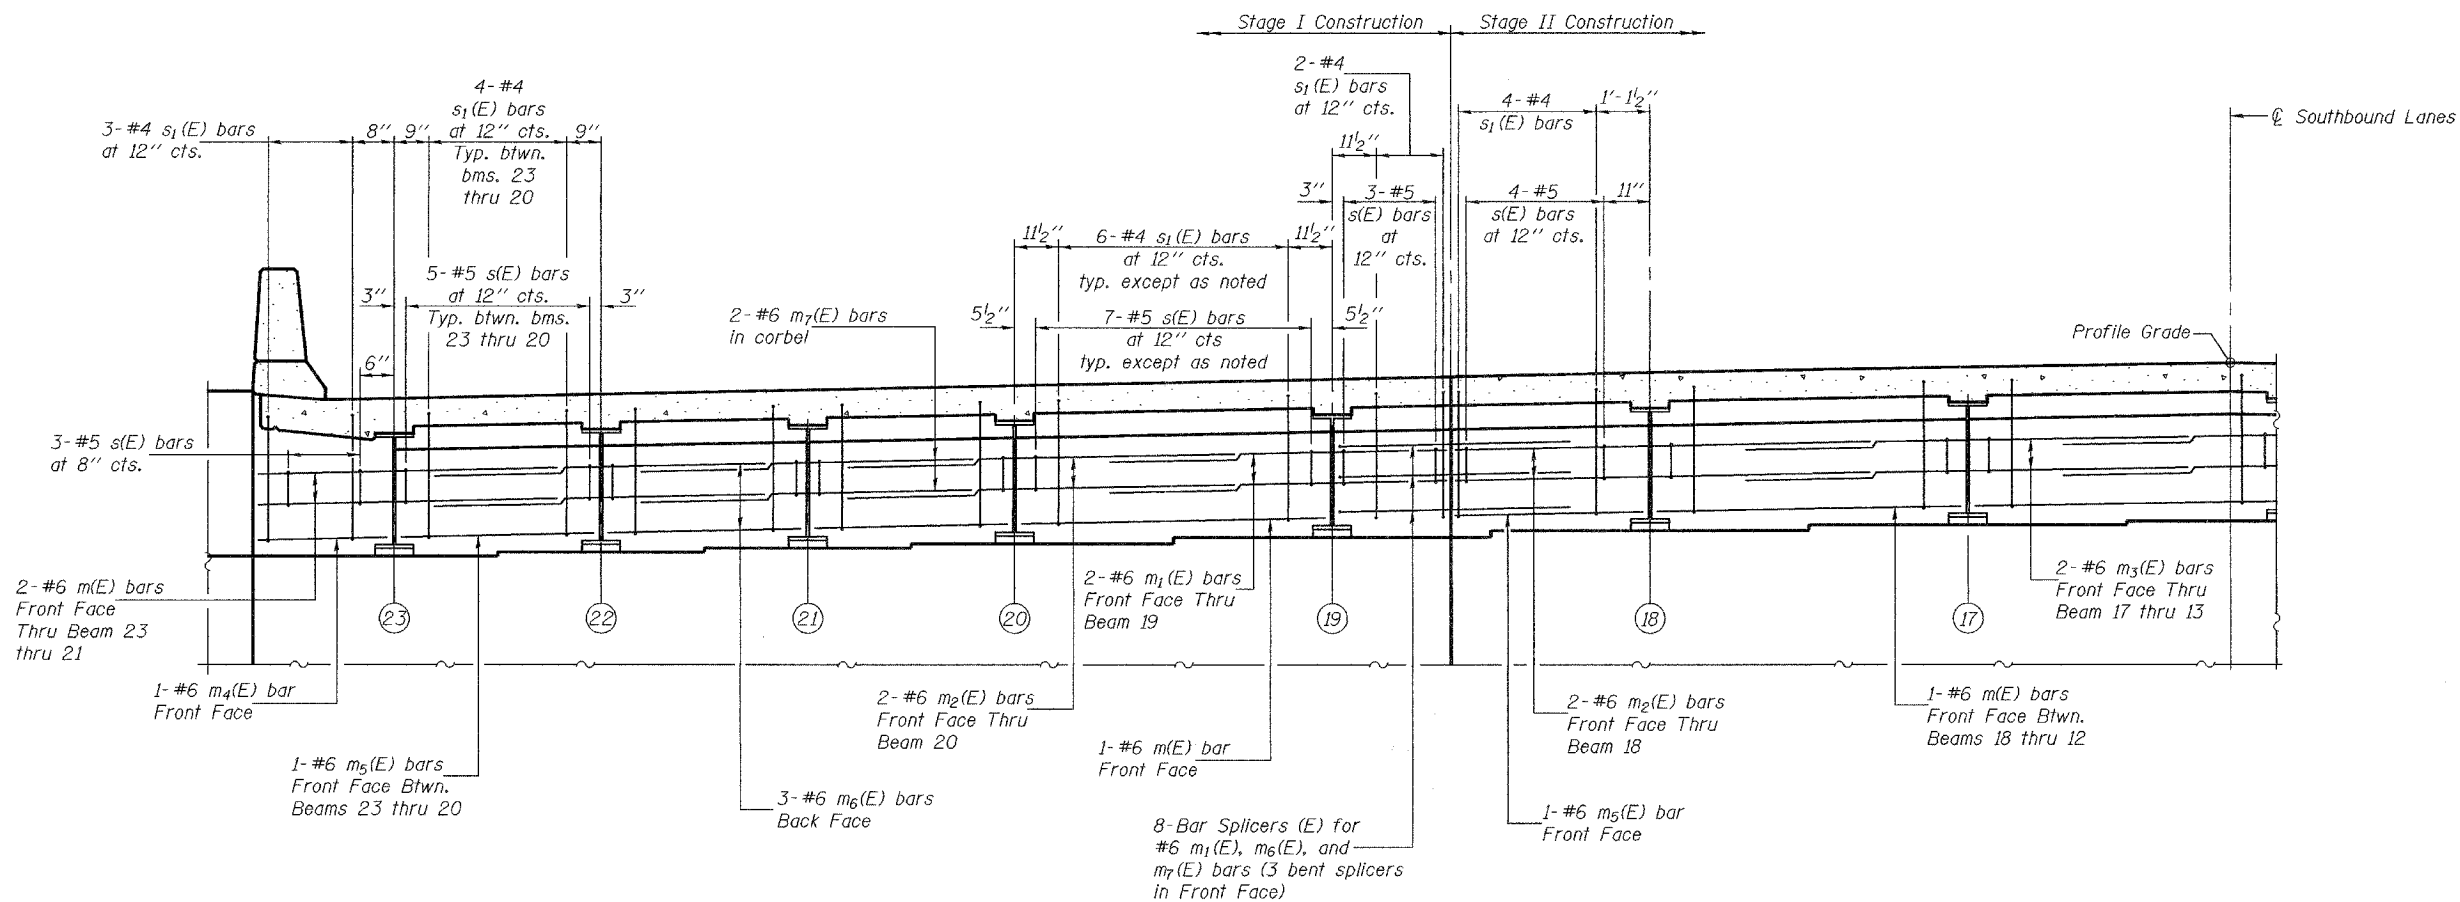 Stage I Construction
Stage II Construction
2-#4
s1(E) bars
at 12" cts.
4-#4
s1(E) bars
at 12" cts.
Typ. btwn.
bms. 23
thru 20
3-#4 s1(E) bars
at 12" cts.
8"
9"
9"
4-#4
s1(E) bars
1'-1½"
℄ Southbound Lanes
11½"
3"
3-#5
s(E) bars
at
12" cts.
4-#5
s(E) bars
at 12" cts.
11"
11½"
6-#4 s1(E) bars
at 12" cts.
typ. except as noted
11½"
5-#5 s(E) bars
at 12" cts.
Typ. btwn. bms.
23 thru 20
3"
3"
2-#6 m7(E) bars
in corbel
5½"
7-#5 s(E) bars
at 12" cts
typ. except as noted
5½"
Profile Grade
6"
3-#5 s(E) bars
at 8" cts.
2-#6 m(E) bars
Front Face
Thru Beam 23
thru 21
23
22
21
20
2-#6 m1(E) bars
Front Face Thru
Beam 19
19
18
17
2-#6 m3(E) bars
Front Face Thru
Beam 17 thru 13
1-#6 m4(E) bar
Front Face
2-#6 m2(E) bars
Front Face Thru
Beam 20
2-#6 m2(E) bars
Front Face Thru
Beam 18
1-#6 m(E) bars
Front Face Btwn.
Beams 18 thru 12
1-#6 m5(E) bars
Front Face Btwn.
Beams 23 thru 20
1-#6 m(E) bar
Front Face
3-#6 m6(E) bars
Back Face
1-#6 m5(E) bar
Front Face
8-Bar Splicers (E) for
#6 m1(E), m6(E), and
m7(E) bars (3 bent splicers
in Front Face)